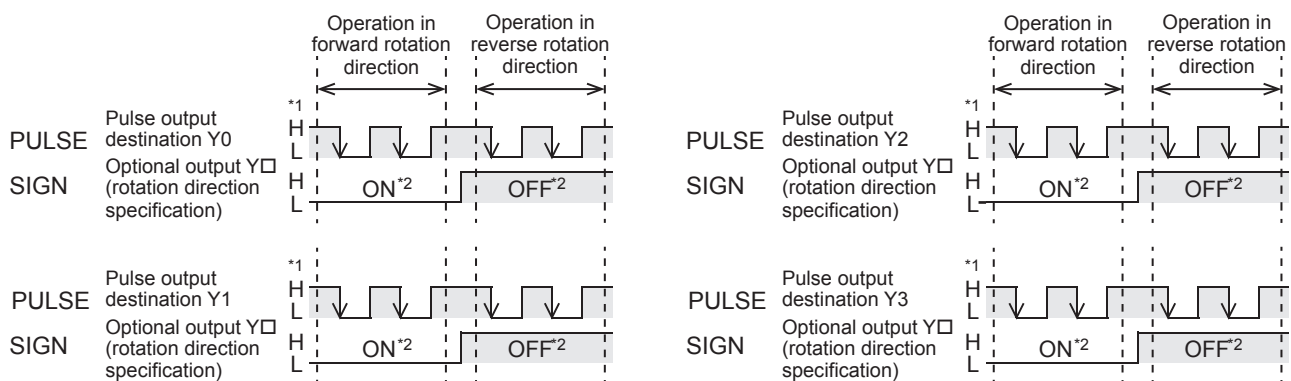 Operation in
forward rotation
direction
Operation in
reverse rotation
direction
*1
PULSE
Pulse output
destination Y0
H
L
SIGN
Optional output Y□
(rotation direction
specification)
H
L
ON*2
OFF*2
*1
PULSE
Pulse output
destination Y1
H
L
SIGN
Optional output Y□
(rotation direction
specification)
H
L
ON*2
OFF*2
Operation in
forward rotation
direction
Operation in
reverse rotation
direction
*1
PULSE
Pulse output
destination Y2
H
L
SIGN
Optional output Y□
(rotation direction
specification)
H
L
ON*2
OFF*2
*1
PULSE
Pulse output
destination Y3
H
L
SIGN
Optional output Y□
(rotation direction
specification)
H
L
ON*2
OFF*2